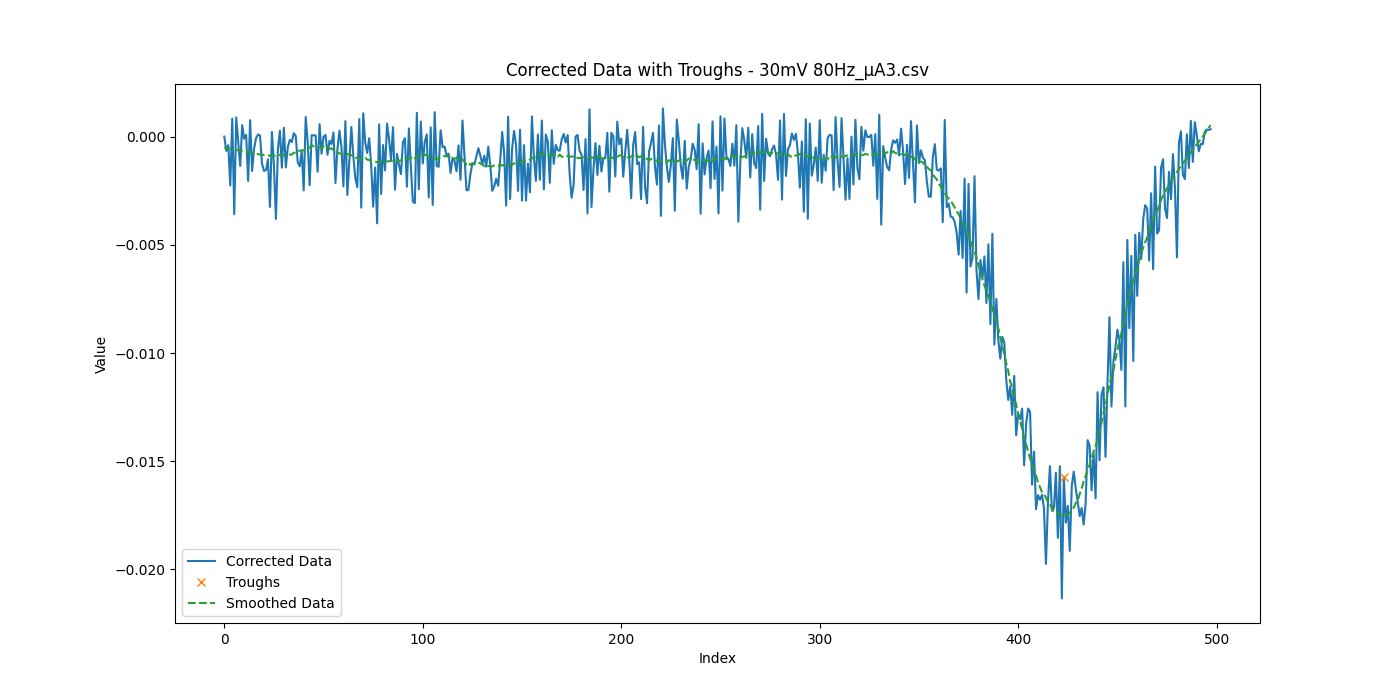 Corrected Data with Troughs - 30mV 80Hz_µA3.csv
Value
0.000
−0.005
−0.010
−0.015
−0.020
Corrected Data
Troughs
Smoothed Data
0 100 200 300 400 500
Index